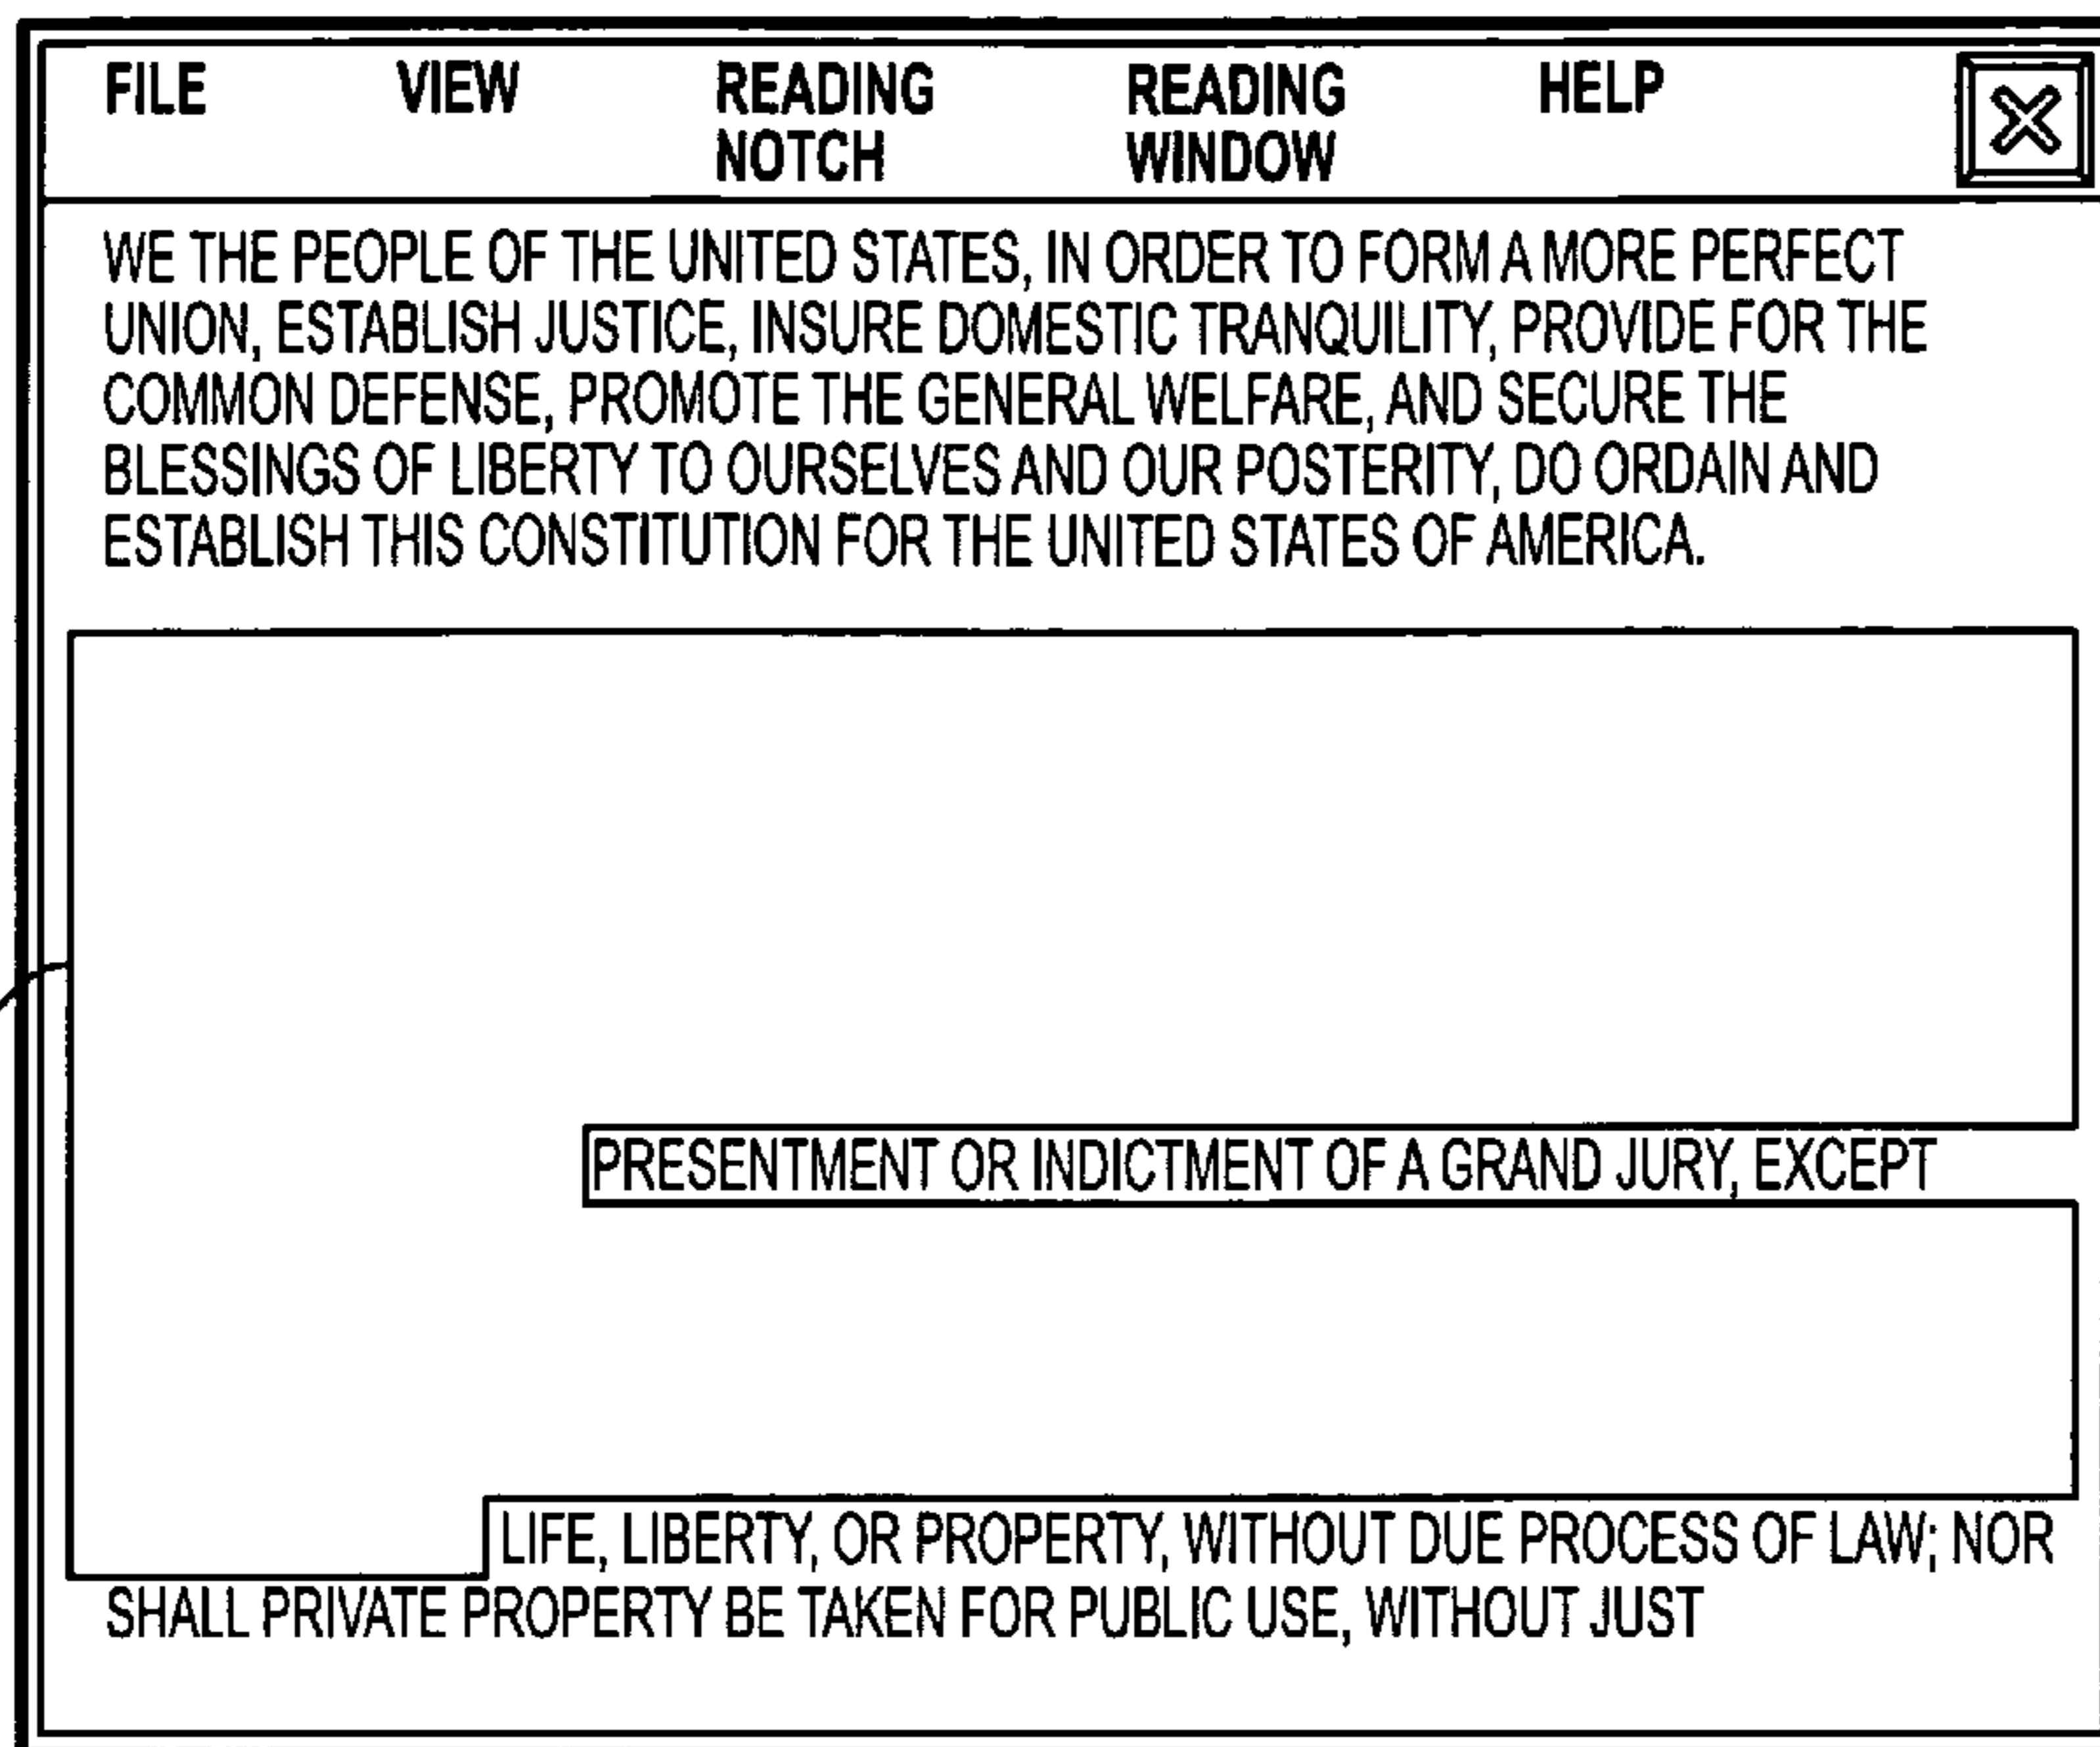 FILE VIEW READING NOTCH READING WINDOW HELP
WE THE PEOPLE OF THE UNITED STATES, IN ORDER TO FORM A MORE PERFECT
UNION, ESTABLISH JUSTICE, INSURE DOMESTIC TRANQUILITY, PROVIDE FOR THE
COMMON DEFENSE, PROMOTE THE GENERAL WELFARE, AND SECURE THE
BLESSINGS OF LIBERTY TO OURSELVES AND OUR POSTERITY, DO ORDAIN AND
ESTABLISH THIS CONSTITUTION FOR THE UNITED STATES OF AMERICA.
PRESENTMENT OR INDICTMENT OF A GRAND JURY, EXCEPT
LIFE, LIBERTY, OR PROPERTY, WITHOUT DUE PROCESS OF LAW; NOR
SHALL PRIVATE PROPERTY BE TAKEN FOR PUBLIC USE, WITHOUT JUST